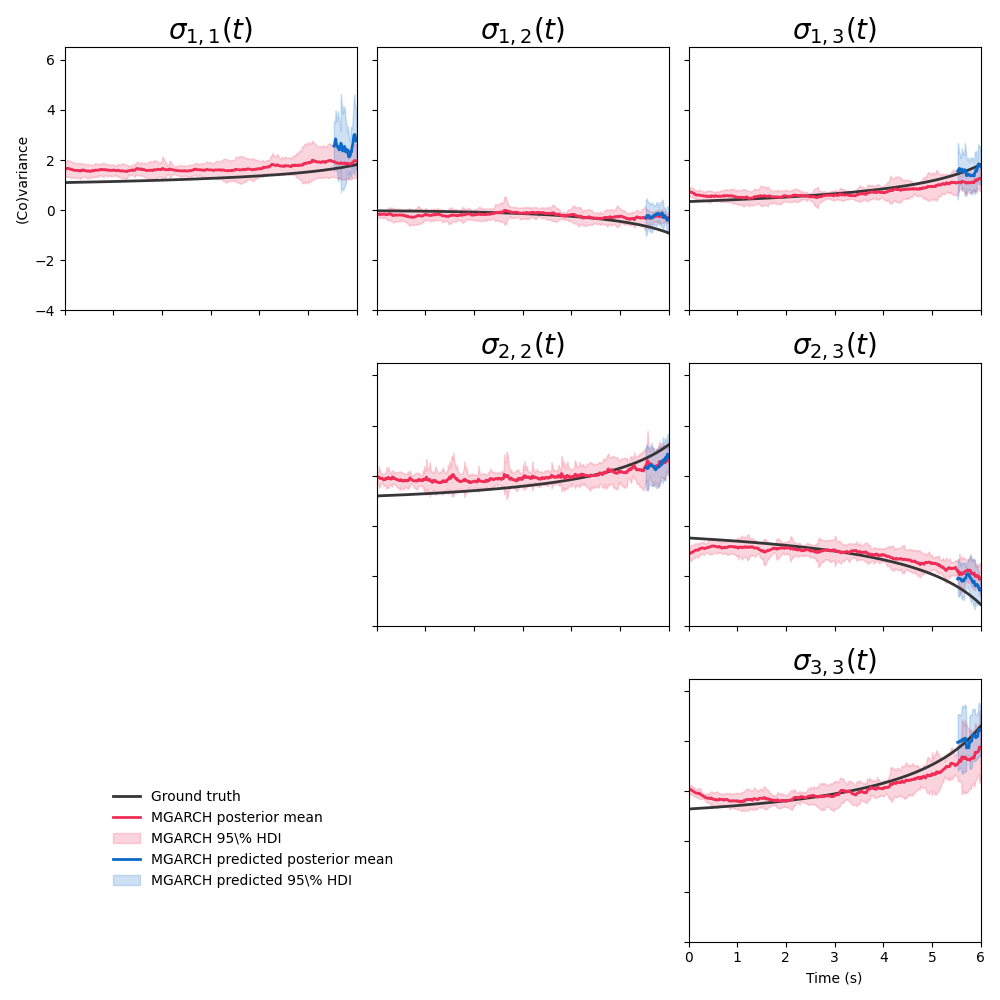 σ1,1(t)
σ1,2(t)
σ1,3(t)
6
4
2
0
−2
−4
(Co)variance
σ2,2(t)
σ2,3(t)
σ3,3(t)
Ground truth
MGARCH posterior mean
MGARCH 95\% HDI
MGARCH predicted posterior mean
MGARCH predicted 95\% HDI
0 1 2 3 4 5 6
Time (s)